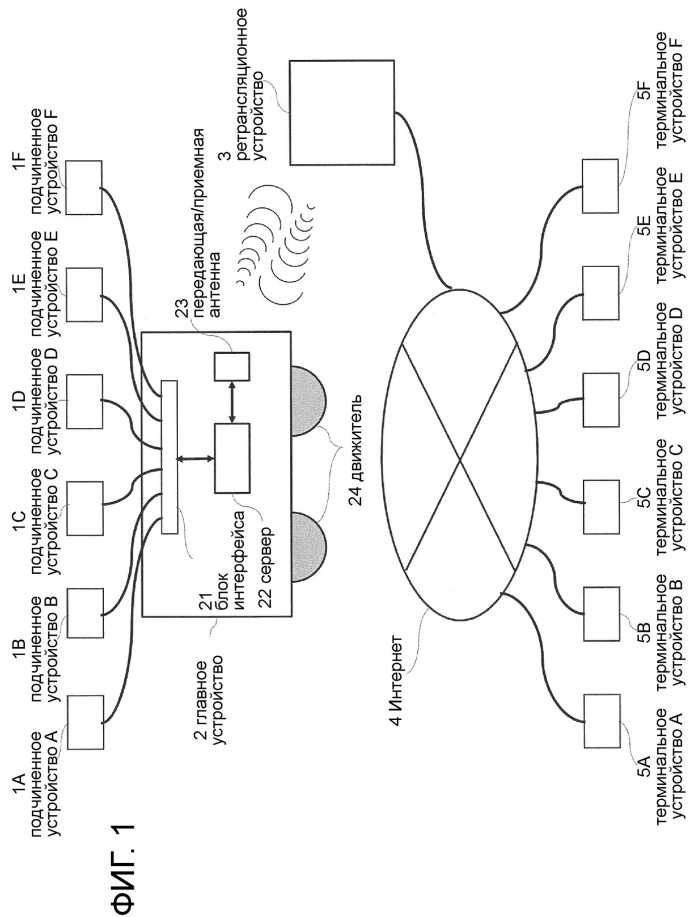 ФИГ. 1
1A
подчиненное
устройство A
1B
подчиненное
устройство B
1C
подчиненное
устройство C
1D
подчиненное
устройство D
1E
подчиненное
устройство E
1F
подчиненное
устройство F
2 главное
устройство
21
блок
интерфейса
22 сервер
23
передающая/приемная
антенна
24 движитель
3
ретрансляционное
устройство
4 Интернет
5A
терминальное
устройство A
5B
терминальное
устройство B
5C
терминальное
устройство C
5D
терминальное
устройство D
5E
терминальное
устройство E
5F
терминальное
устройство F